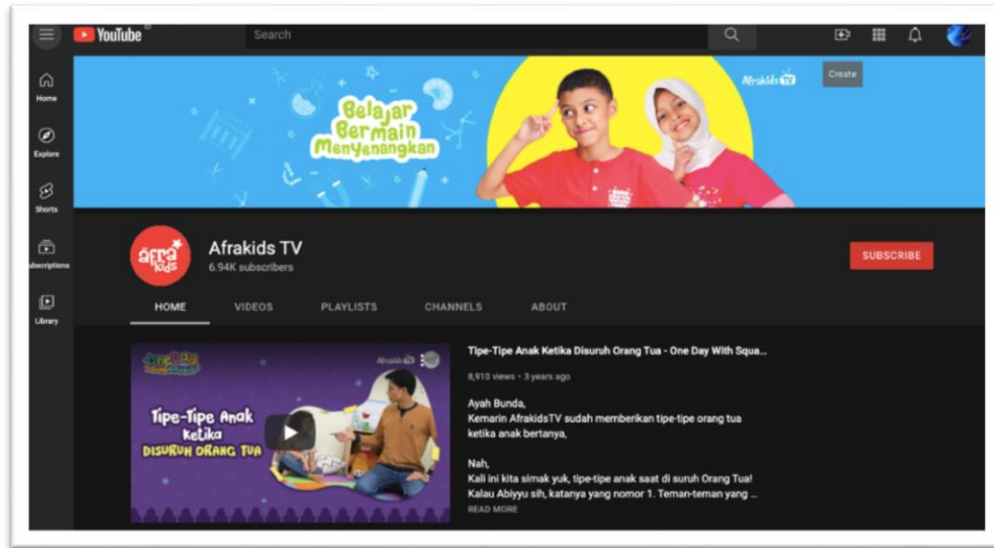 YouTube
Search
Home
Explore
Shorts
ubscriptions
Library
Belajar
Bermain
Menyenangkan
Afrakids TV
Create
afra
kids
Afrakids TV
6.94K subscribers
SUBSCRIBE
HOME VIDEOS PLAYLISTS CHANNELS ABOUT
Afrakids TV
Tipe-Tipe Anak
Ketika
DISURUH ORANG TUA
Tipe-Tipe Anak Ketika Disuruh Orang Tua - One Day With Squa...
8,910 views • 3 years ago
Ayah Bunda,
Kemarin AfrakidsTV sudah memberikan tipe-tipe orang tua
ketika anak bertanya,
Nah,
Kali ini kita simak yuk, tipe-tipe anak saat di suruh Orang Tua!
Kalau Abiyyu sih, katanya yang nomor 1. Teman-teman yang ...
READ MORE